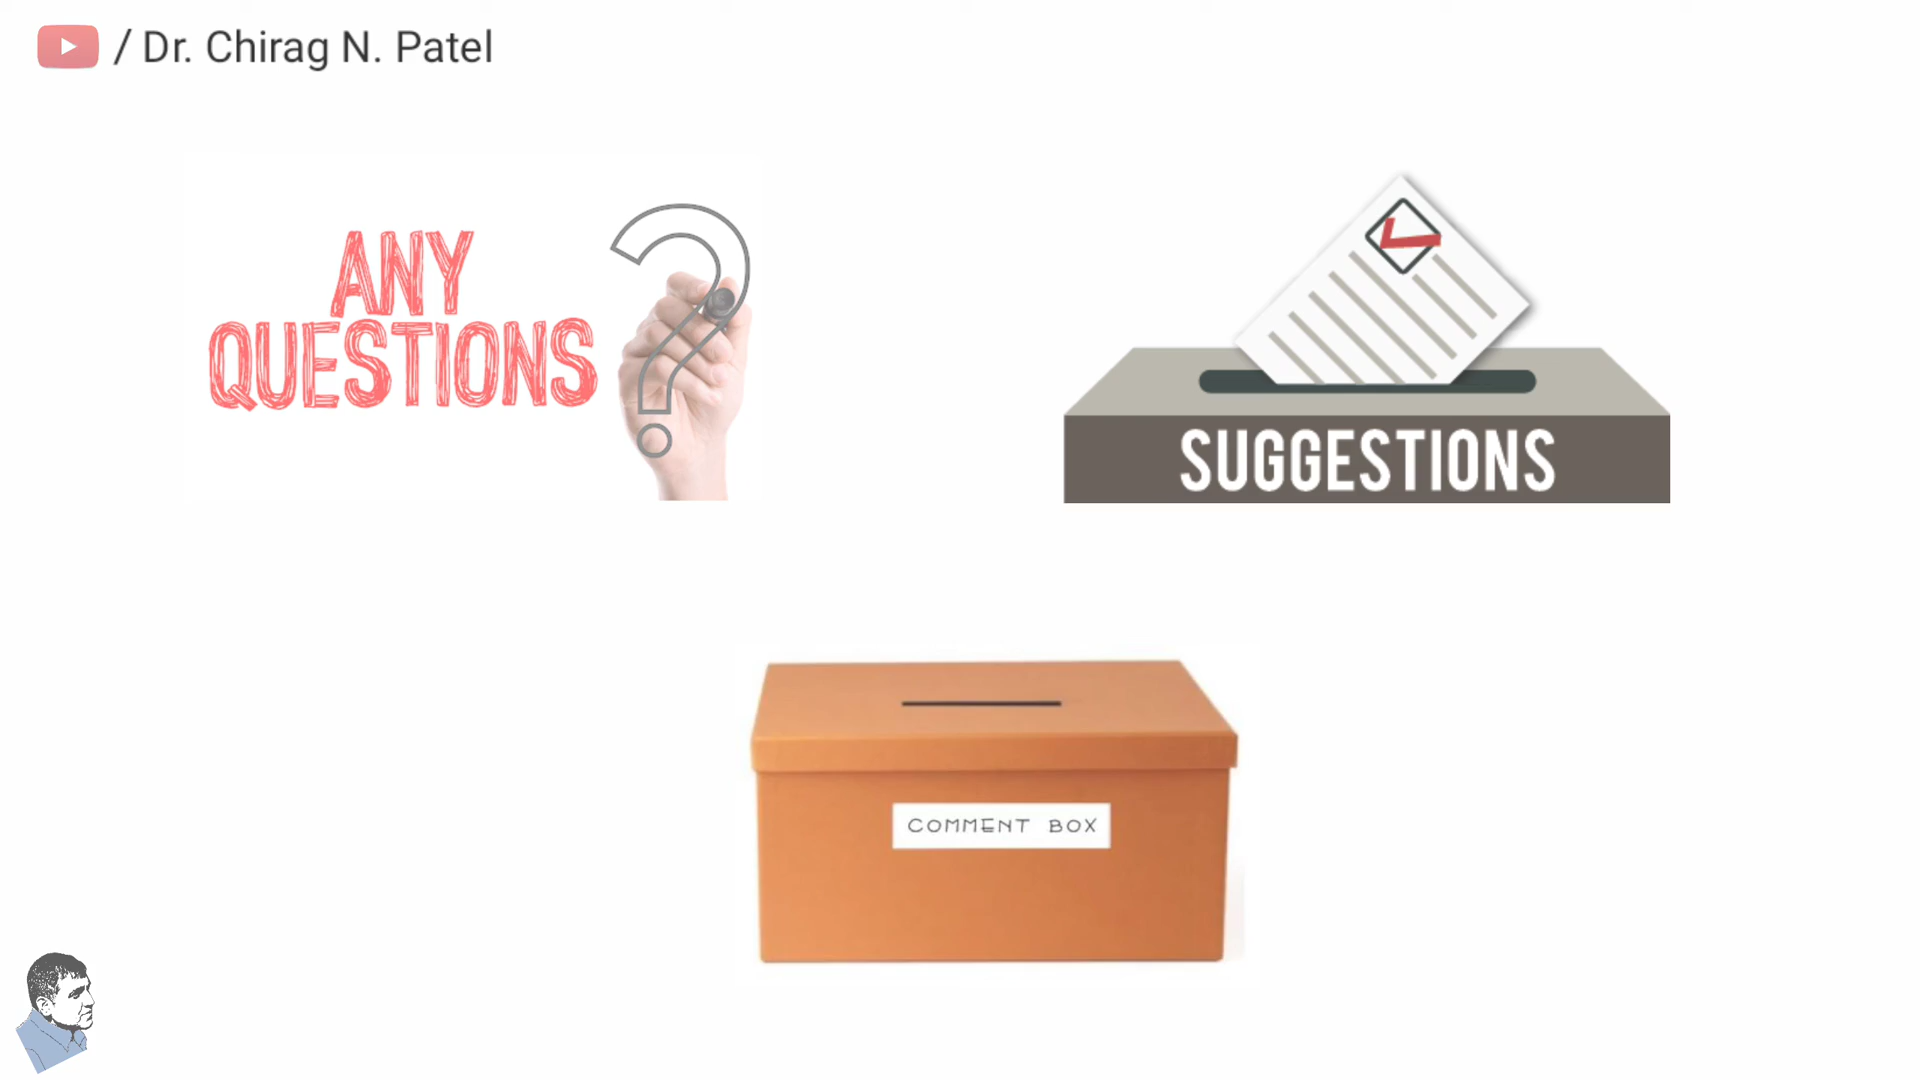 / Dr. Chirag N. Patel
ANY
QUESTIONS
SUGGESTIONS
COMMENT BOX